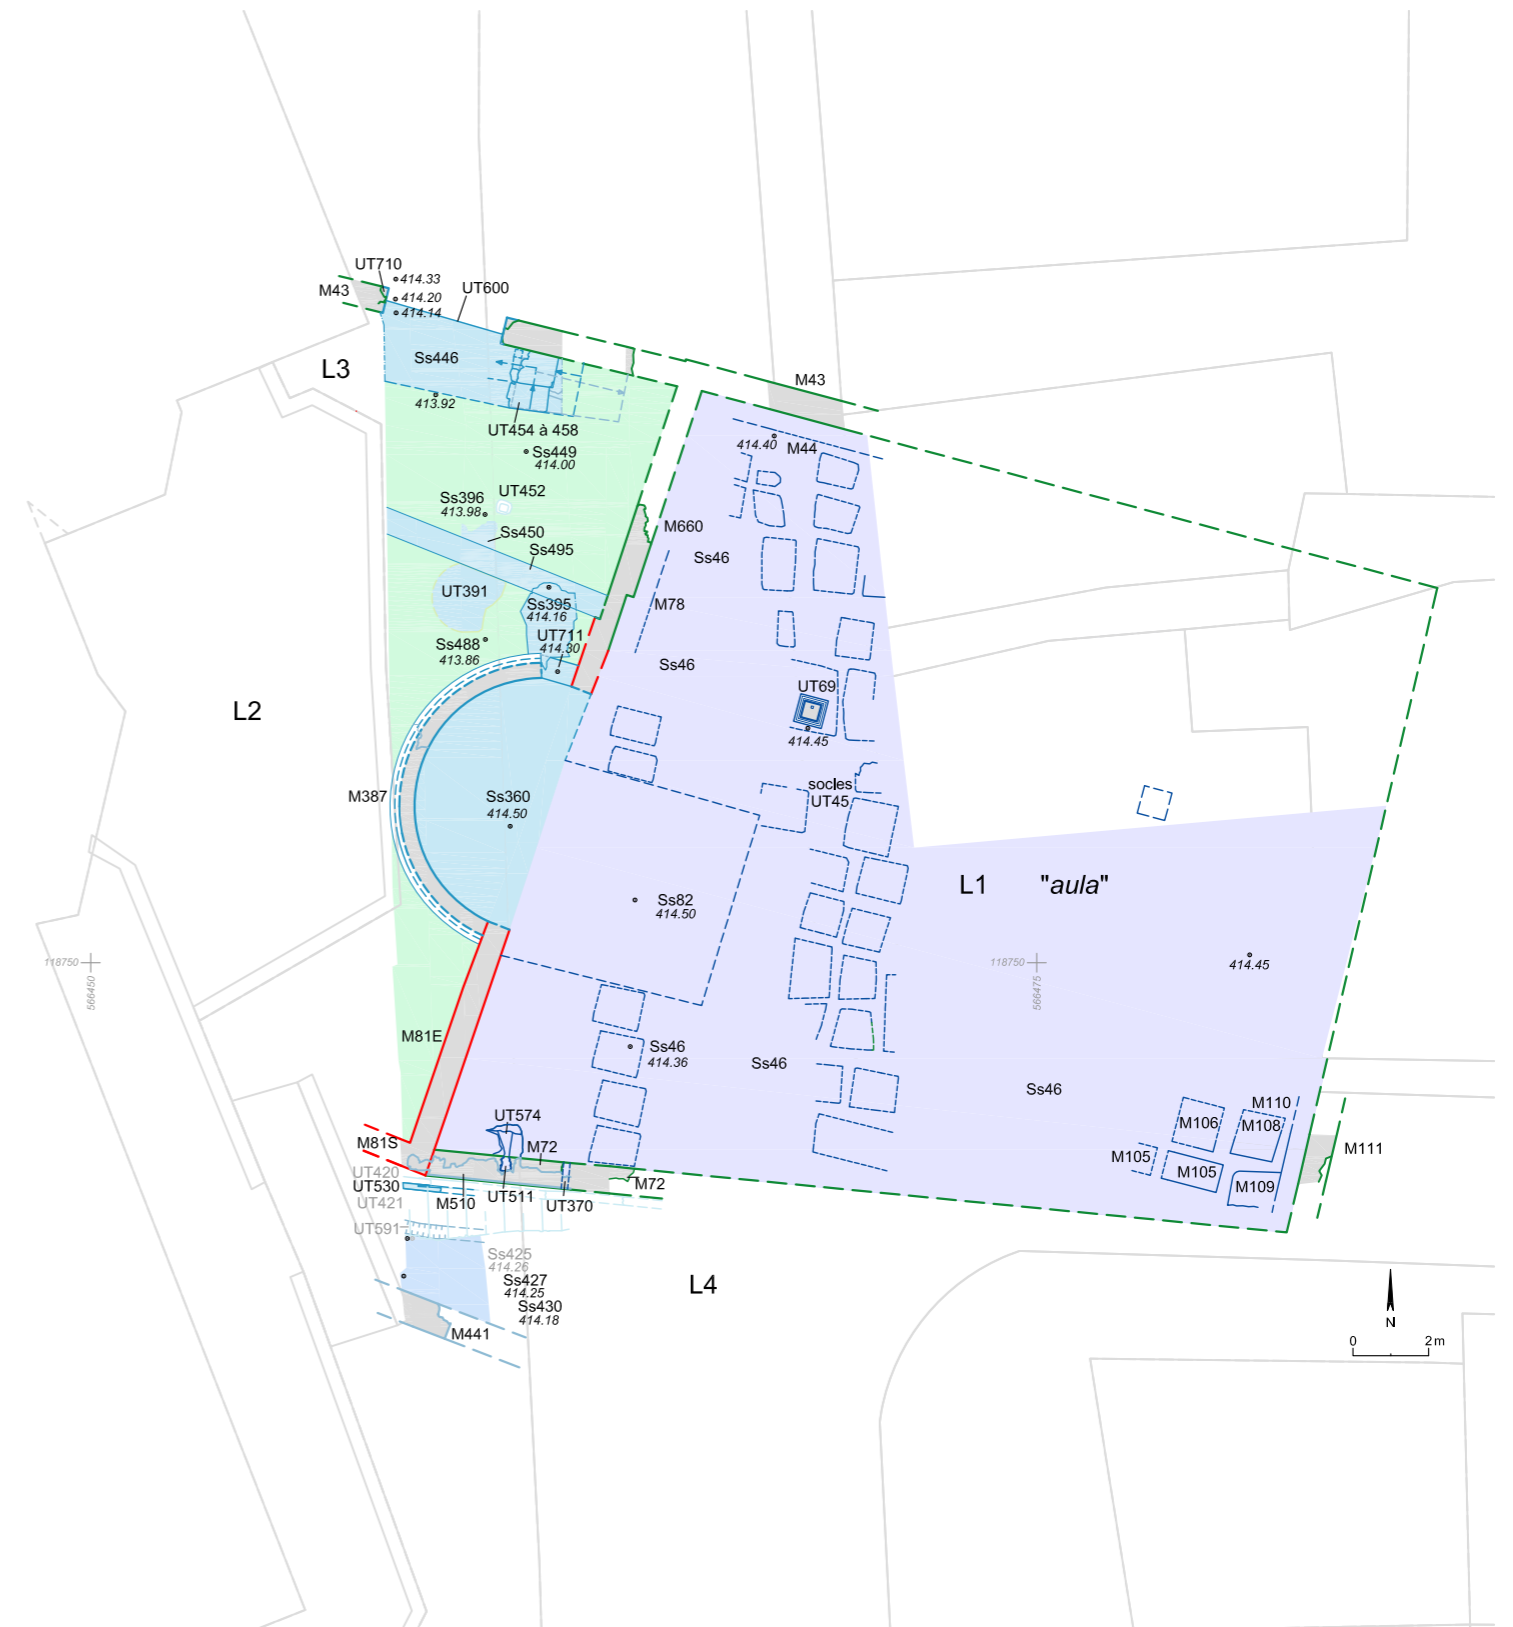 UT710
414.33
M43
414.20
UT600
414.14
Ss446
L3
M43
413.92
UT454 à 458
414.40
M44
Ss449
414.00
Ss396
UT452
413.98
M660
Ss450
Ss495
Ss46
UT391
Ss395
M78
414.16
UT711
Ss488
414.30
413.86
Ss46
UT69
L2
414.45
socles
M387
Ss360
UT45
414.50
L1 "aula"
Ss82
414.50
118750
118750
414.45
566450
566475
M81E
Ss46
414.36
Ss46
Ss46
M110
UT574
M106
M108
M81S
M72
M105
M111
UT420
M105
UT530
M72
M109
UT421
M510
UT511
UT370
UT591
Ss425
414.26
Ss427
L4
414.25
Ss430
414.18
M441
N
0 2m